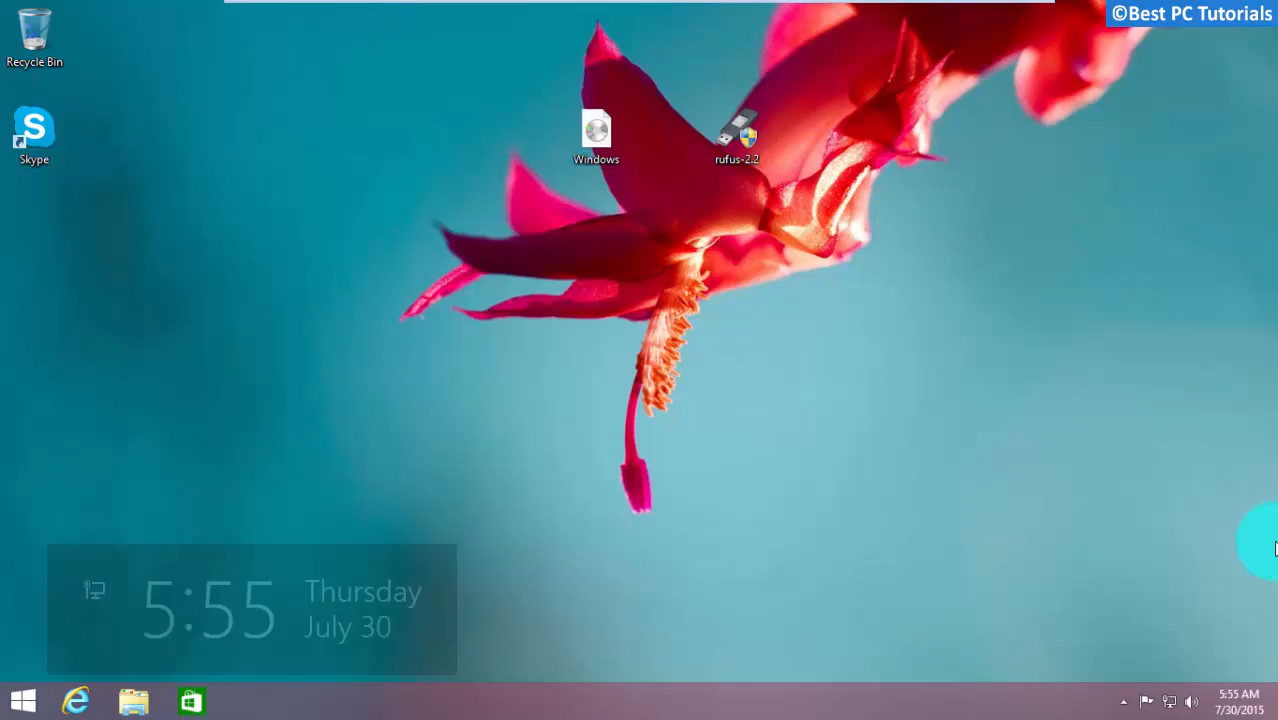 ©Best PC Tutorials
Recycle Bin
Skype
Windows
rufus-2.2
5:55
Thursday
July 30
5:55 AM
7/30/2015